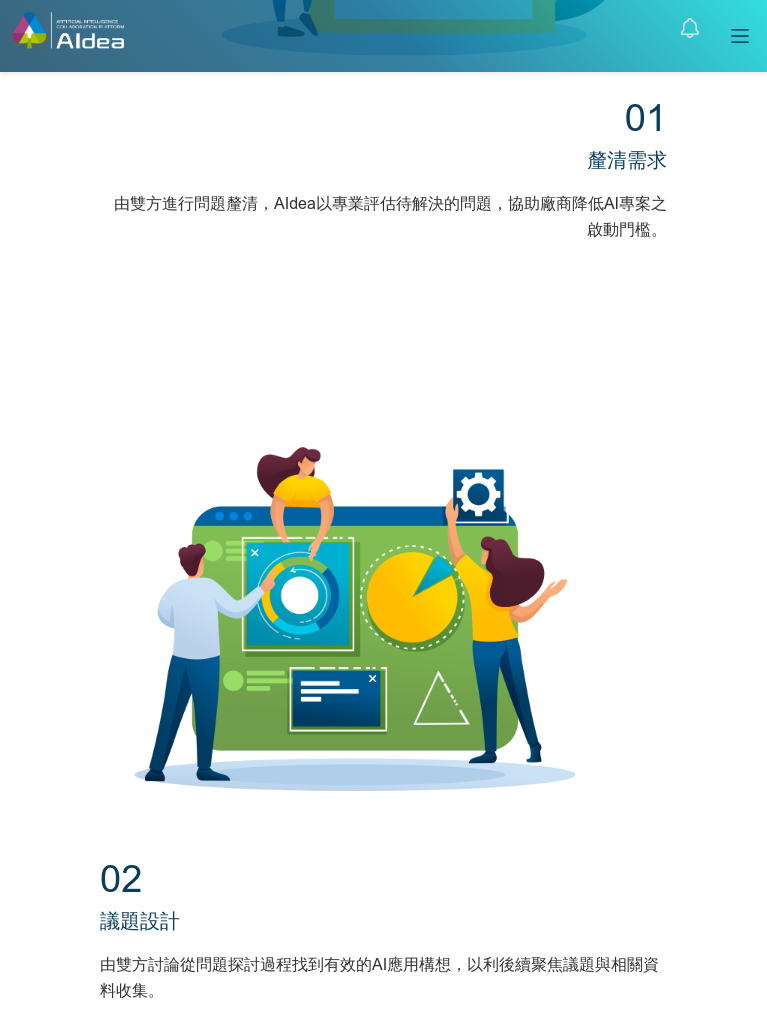 ARTIFICIAL INTELLIGENCE
COLLABORATION PLATFORM
AIdea
01
釐清需求
由雙方進行問題釐清，AIdea以專業評估待解決的問題，協助廠商降低AI專案之
啟動門檻。
02
議題設計
由雙方討論從問題探討過程找到有效的AI應用構想，以利後續聚焦議題與相關資
料收集。